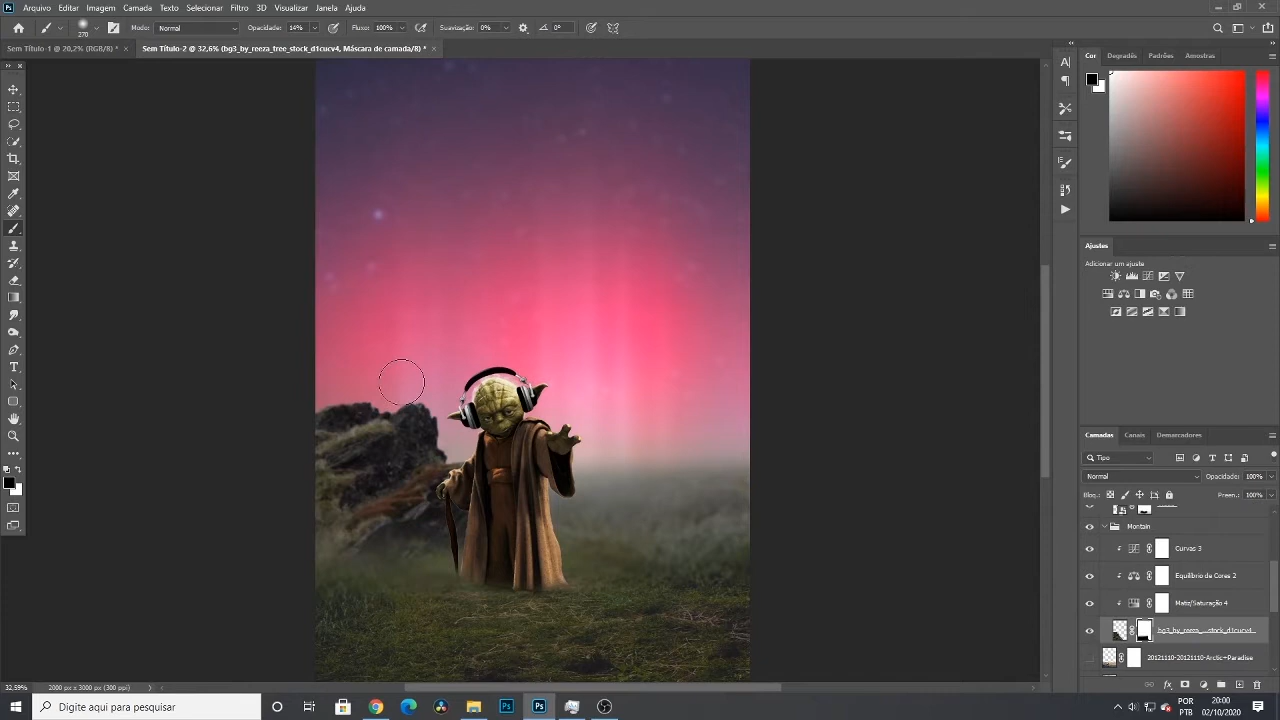 Arquivo Editar Imagem Camada Texto Selecionar Filtro 3D Visualizar Janela Ajuda
270 Modo: Normal Opacidade: 14% Fluxo: 100% Suavização: 0% 0°
Sem Título-1 @ 20,2% (RGB/8) * × Sem Título-2 @ 32,6% (bg3_by_reeza_tree_stock_d1cucv4, Máscara de camada/8) * ×
Cor Degradês Padrões Amostras
Ajustes
Adicionar um ajuste
Camadas Canais Demarcadores
Tipo
Normal Opacidade: 100%
Bloq.: Preen.: 100%
Montain
Curvas 3
Equilíbrio de Cores 2
Matiz/Saturação 4
bg3_by_reeza_...stock_d1cucv4...
20121110-20121110-Arctic+Paradise
32,59% 2000 px x 3000 px (300 ppi)
Digite aqui para pesquisar
POR 20:00
PTB 02/10/2020